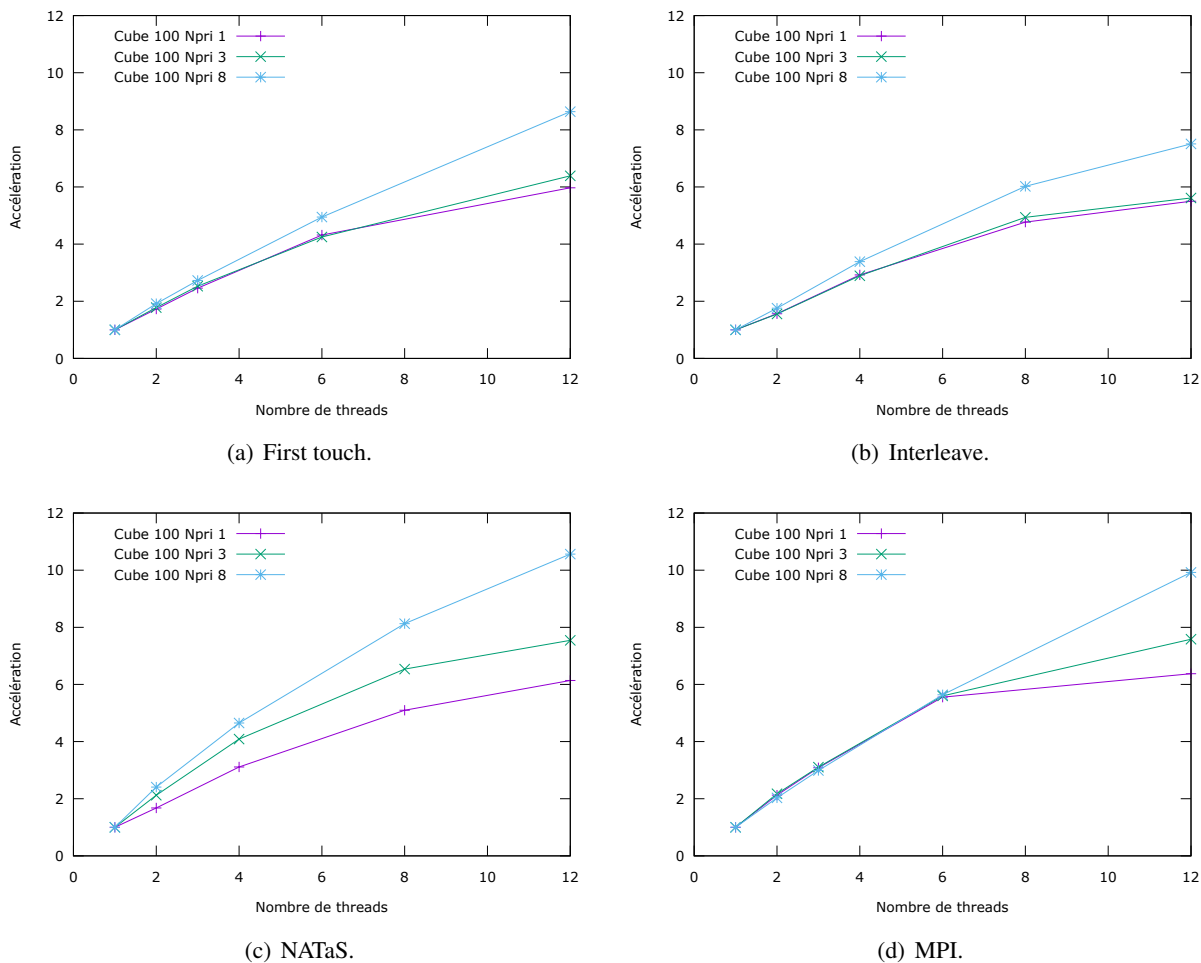 12
10
8
6
4
2
0
Accélération
Cube 100 Npri 1
Cube 100 Npri 3
Cube 100 Npri 8
0 2 4 6 8 10 12
Nombre de threads
(a) First touch.
12
10
8
6
4
2
0
Accélération
Cube 100 Npri 1
Cube 100 Npri 3
Cube 100 Npri 8
0 2 4 6 8 10 12
Nombre de threads
(b) Interleave.
12
10
8
6
4
2
0
Accélération
Cube 100 Npri 1
Cube 100 Npri 3
Cube 100 Npri 8
0 2 4 6 8 10 12
Nombre de threads
(c) NATaS.
12
10
8
6
4
2
0
Accélération
Cube 100 Npri 1
Cube 100 Npri 3
Cube 100 Npri 8
0 2 4 6 8 10 12
Nombre de threads
(d) MPI.